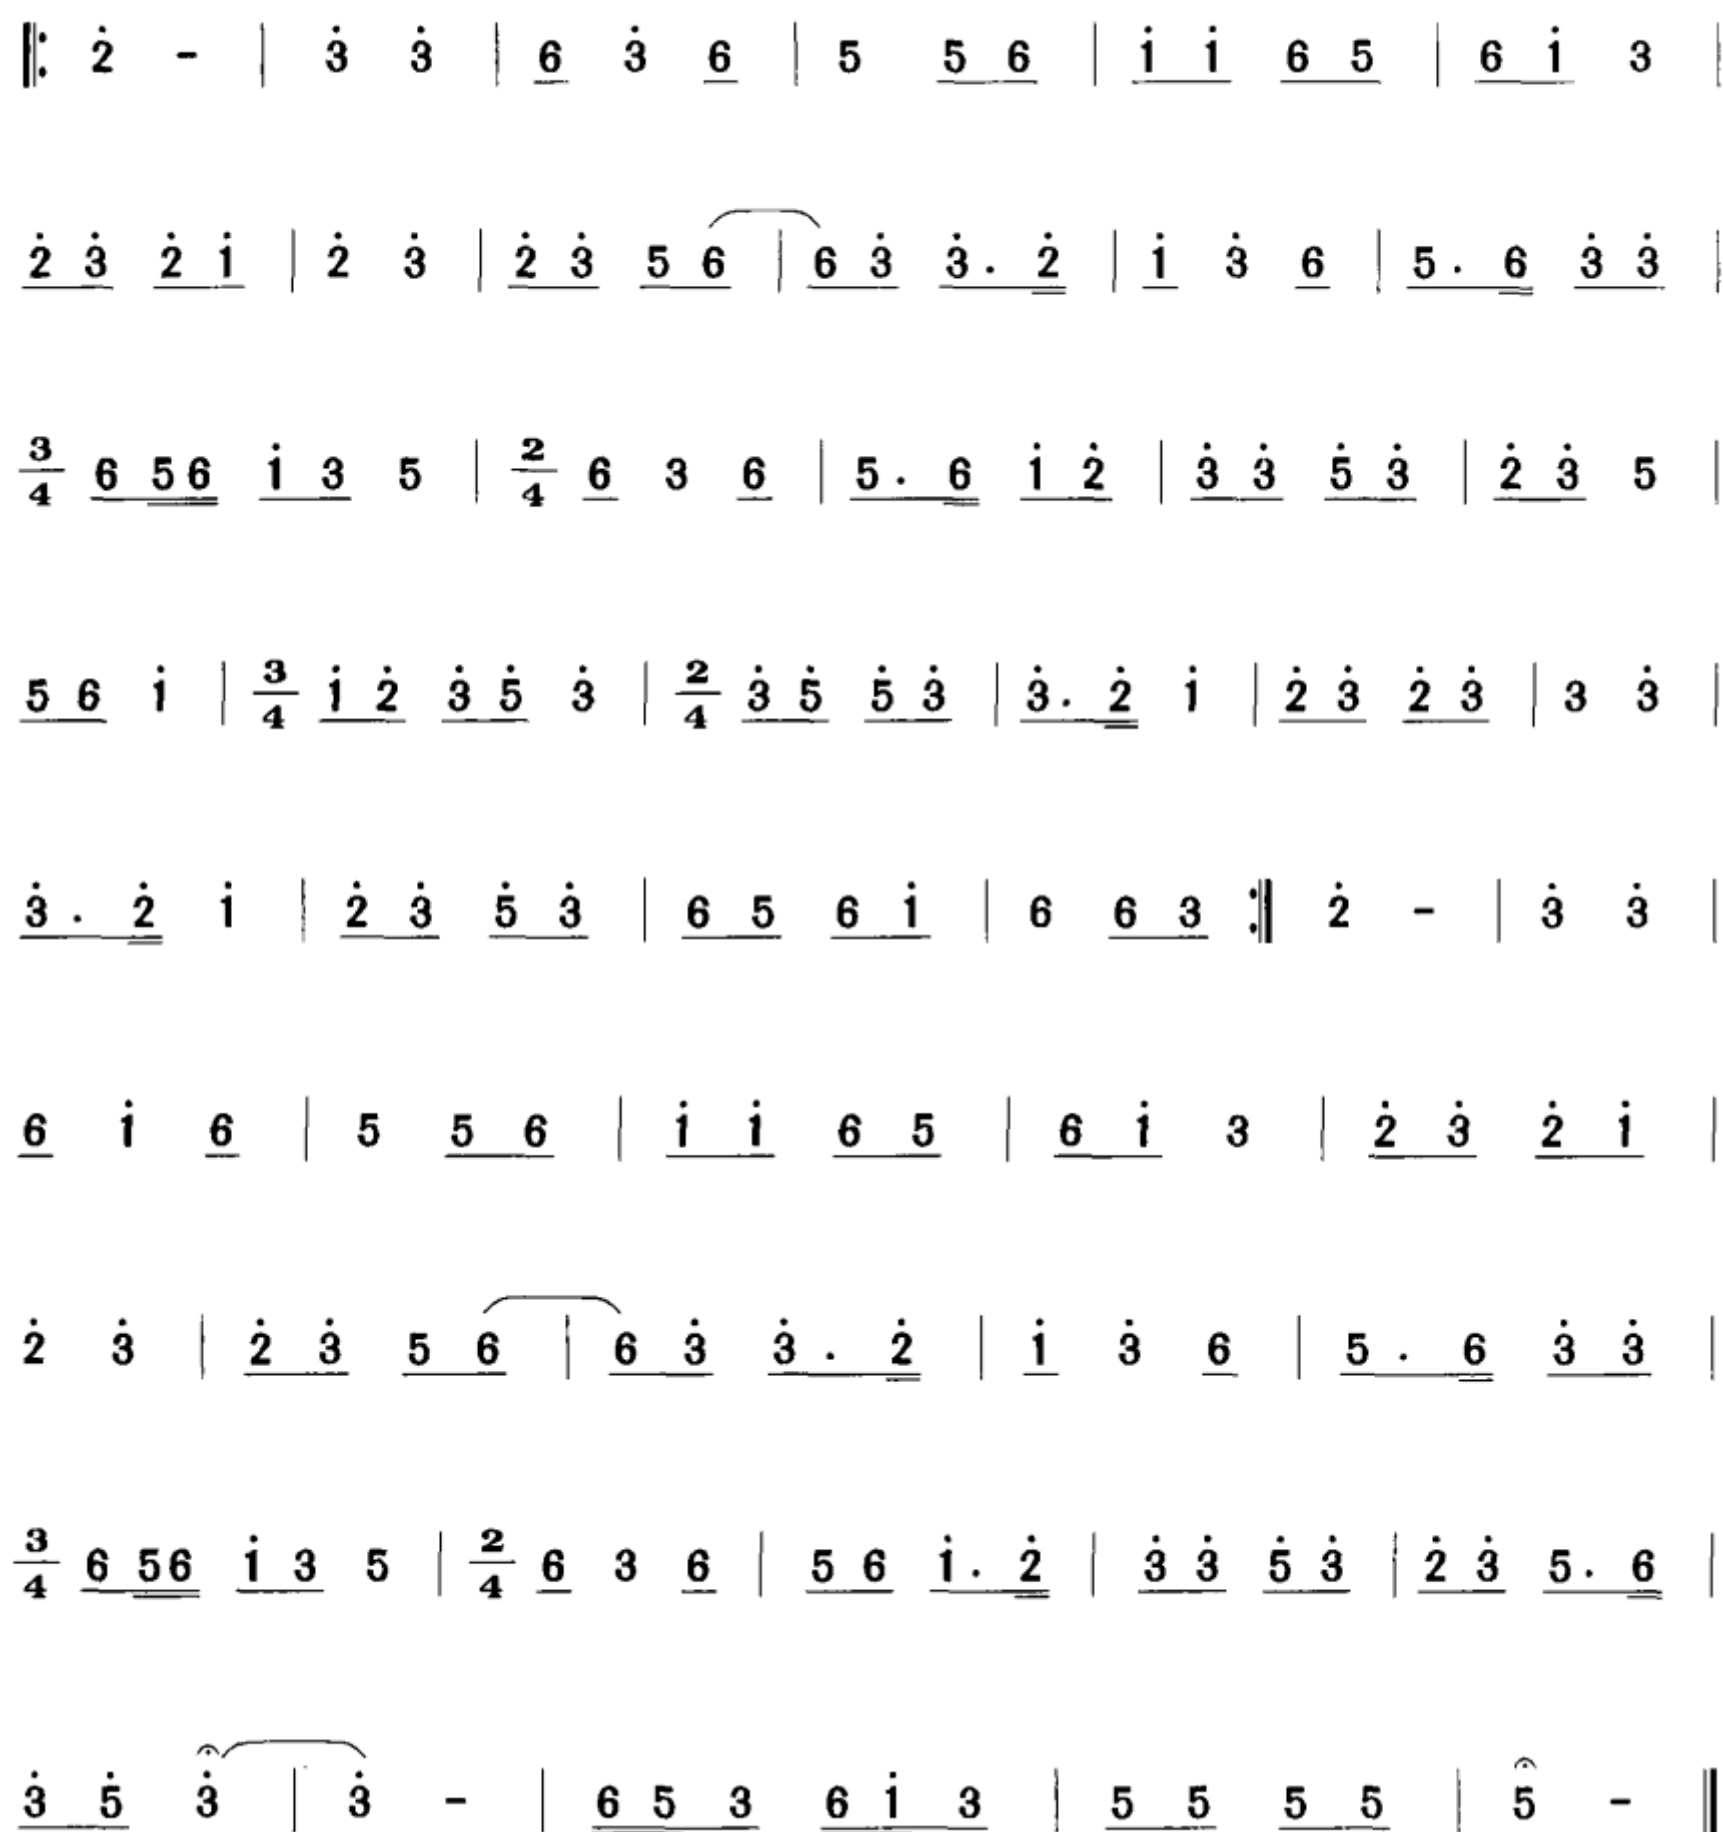 ‖: 2̇ - | 3̇ 3̇ | 6 3̇ 6 | 5 5 6 | 1̇ 1̇ 6 5 | 6 1̇ 3 |
2̇ 3̇ 2̇ 1̇ | 2̇ 3̇ | 2̇ 3̇ 5 6 | 6 3̇ 3̇ . 2̇ | 1̇ 3̇ 6 | 5 . 6 3̇ 3̇ |
3/4 6 5 6 1̇ 3 5 | 2/4 6 3 6 | 5 . 6 1̇ 2̇ | 3̇ 3̇ 5̇ 3̇ | 2̇ 3̇ 5 |
5 6 1̇ | 3/4 1̇ 2̇ 3̇ 5̇ 3̇ | 2/4 3̇ 5̇ 5̇ 3̇ | 3̇ . 2̇ 1̇ | 2̇ 3̇ 2̇ 3̇ | 3 3̇ |
3̇ . 2̇ 1̇ | 2̇ 3̇ 5̇ 3̇ | 6 5 6 1̇ | 6 6 3 :‖ 2̇ - | 3̇ 3̇ |
6 1̇ 6 | 5 5 6 | 1̇ 1̇ 6 5 | 6 1̇ 3 | 2̇ 3̇ 2̇ 1̇ |
2̇ 3̇ | 2̇ 3̇ 5 6 | 6 3̇ 3̇ . 2̇ | 1̇ 3̇ 6 | 5 . 6 3̇ 3̇ |
3/4 6 5 6 1̇ 3 5 | 2/4 6 3 6 | 5 6 1̇ . 2̇ | 3̇ 3̇ 5̇ 3̇ | 2̇ 3̇ 5 . 6 |
3̇ 5̇ 3̇ | 3̇ - | 6 5 3 6 1̇ 3 | 5 5 5 5 | 5 - ‖